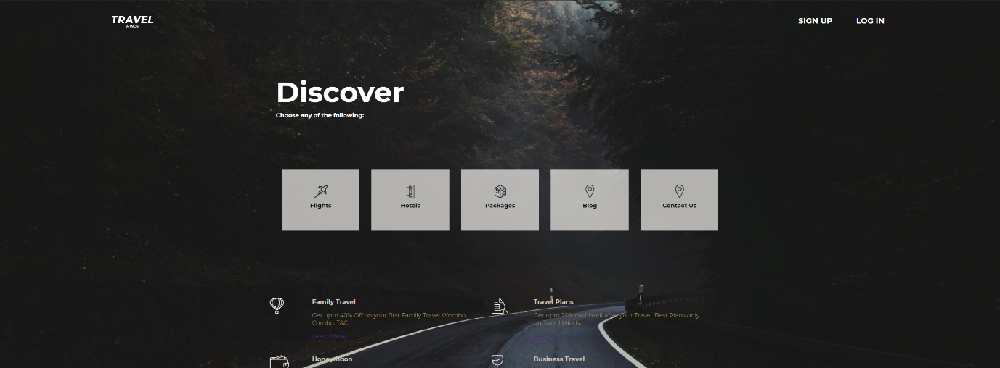 TRAVEL
MINDS
SIGN UP
LOG IN
Discover
Choose any of the following:
Flights
Hotels
Packages
Blog
Contact Us
Family Travel
Get upto 40% Off on your first Family Travel Wombo
Combo. T&C
Learn More
Travel Plans
Get upto 20% cashback after your Travel. Best Plans only
on Travel Minds.
Learn More
Honeymoon
Business Travel